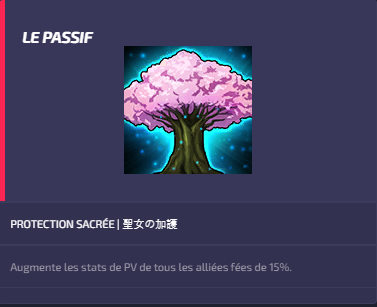 LE PASSIF
PROTECTION SACRÉE | 聖女の加護
Augmente les stats de PV de tous les alliées fées de 15%.